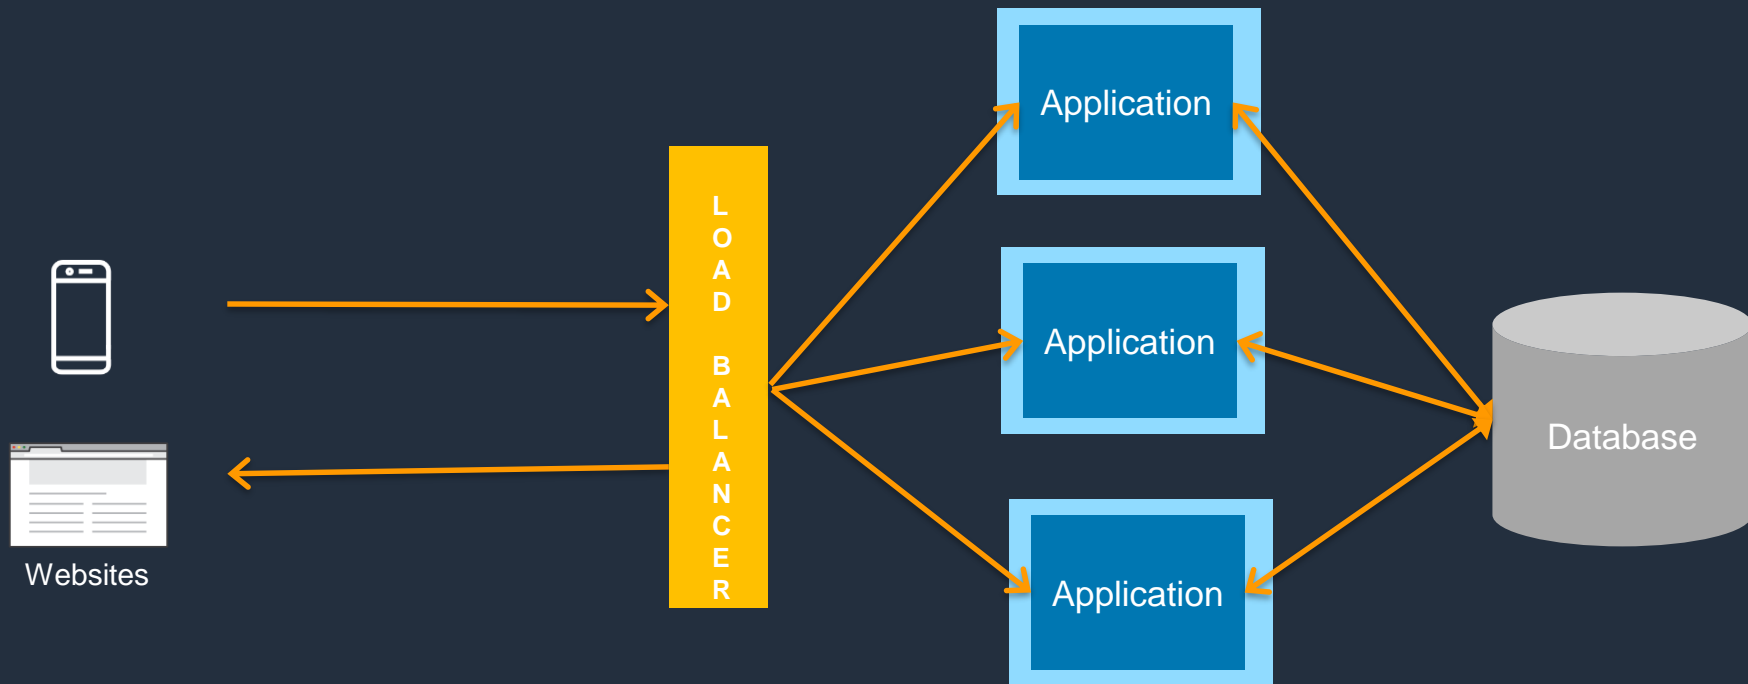 Application
LOAD BALANCER
Application
Database
Websites
Application